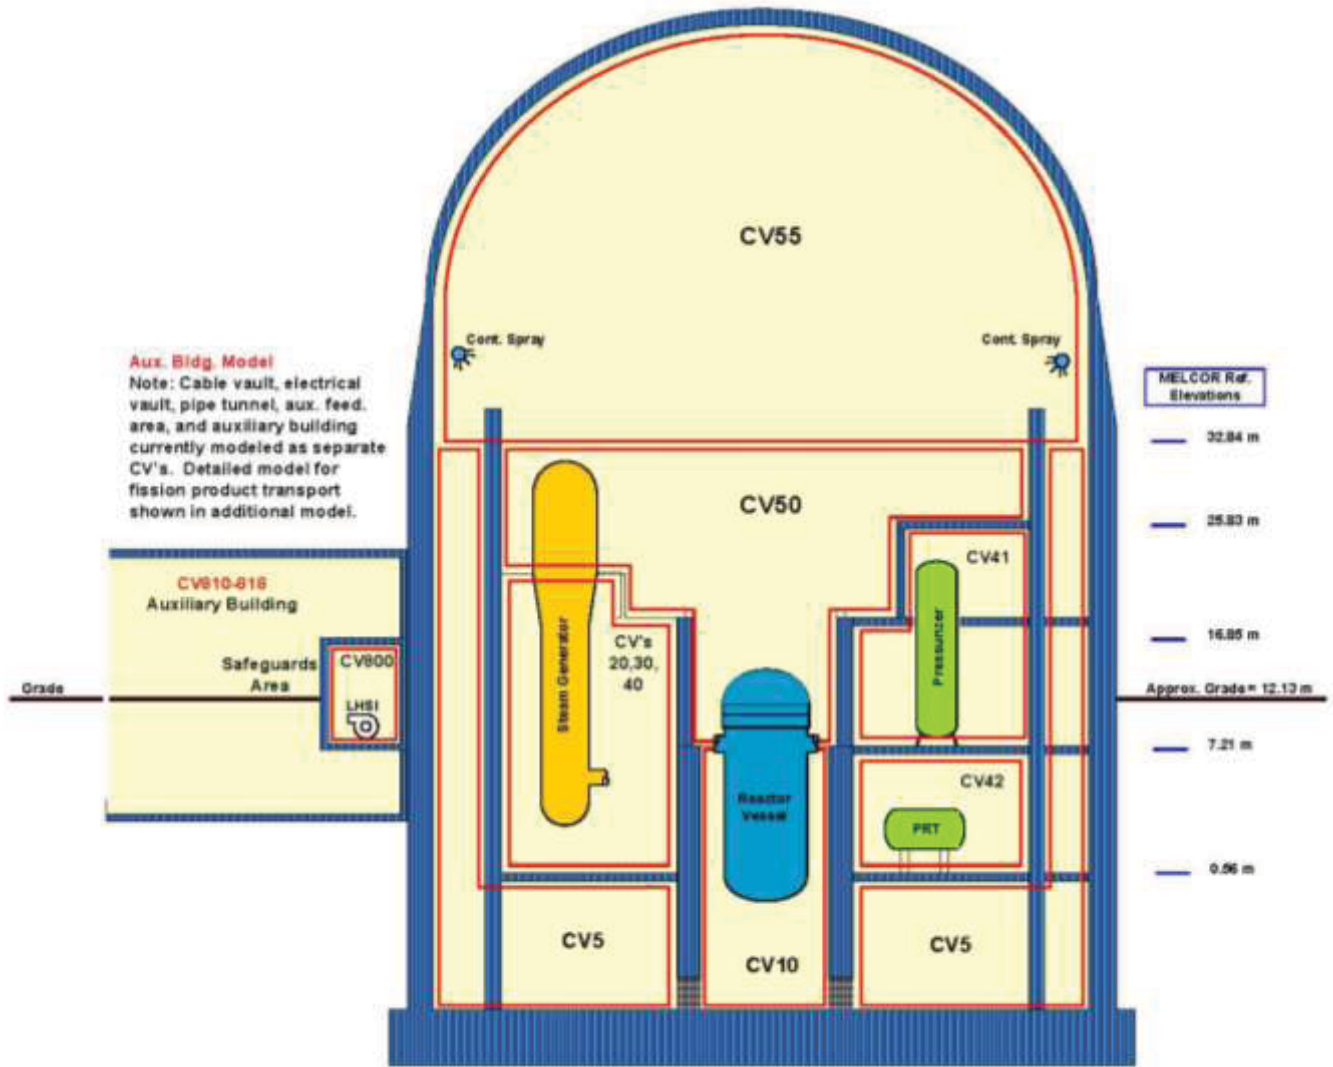 CV55
Cont. Spray
Cont. Spray
Aux. Bldg. Model
Note: Cable vault, electrical
vault, pipe tunnel, aux. feed.
area, and auxiliary building
currently modeled as separate
CV's. Detailed model for
fission product transport
shown in additional model.
MELCOR Ref.
Elevations
32.84 m
25.83 m
16.85 m
Approx. Grade = 12.13 m
7.21 m
0.56 m
CV50
CV41
CV810-818
Auxiliary Building
Safeguards
Area
CV800
LHSI
Grade
Steam Generator
CV's
20,30,
40
Pressurizer
Reactor
Vessel
CV42
PRT
CV5
CV10
CV5